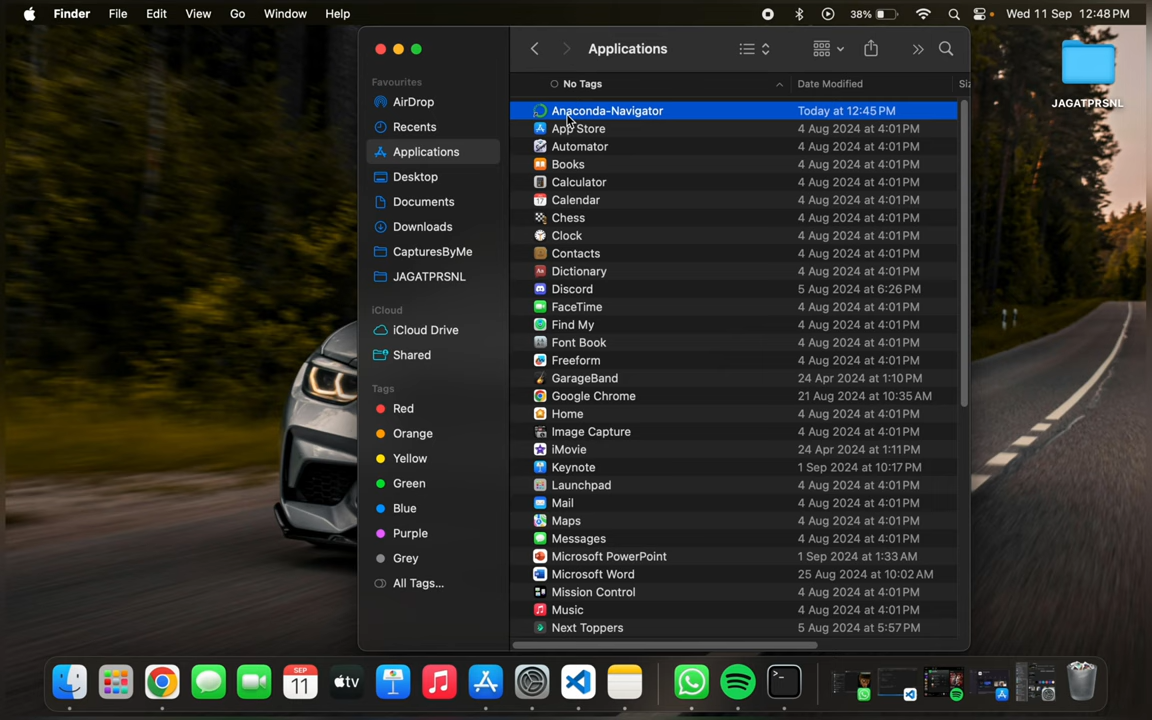 Finder File Edit View Go Window Help 38% Wed 11 Sep 12:48 PM
Applications
JAGATPRSNL
Favourites
AirDrop
Recents
Applications
Desktop
Documents
Downloads
CapturesByMe
JAGATPRSNL
iCloud
iCloud Drive
Shared
Tags
Red
Orange
Yellow
Green
Blue
Purple
Grey
All Tags...
No Tags Date Modified
Anaconda-Navigator Today at 12:45 PM
App Store 4 Aug 2024 at 4:01 PM
Automator 4 Aug 2024 at 4:01 PM
Books 4 Aug 2024 at 4:01 PM
Calculator 4 Aug 2024 at 4:01 PM
Calendar 4 Aug 2024 at 4:01 PM
Chess 4 Aug 2024 at 4:01 PM
Clock 4 Aug 2024 at 4:01 PM
Contacts 4 Aug 2024 at 4:01 PM
Dictionary 4 Aug 2024 at 4:01 PM
Discord 5 Aug 2024 at 6:26 PM
FaceTime 4 Aug 2024 at 4:01 PM
Find My 4 Aug 2024 at 4:01 PM
Font Book 4 Aug 2024 at 4:01 PM
Freeform 4 Aug 2024 at 4:01 PM
GarageBand 24 Apr 2024 at 1:10 PM
Google Chrome 21 Aug 2024 at 10:35 AM
Home 4 Aug 2024 at 4:01 PM
Image Capture 4 Aug 2024 at 4:01 PM
iMovie 24 Apr 2024 at 1:11 PM
Keynote 1 Sep 2024 at 10:17 PM
Launchpad 4 Aug 2024 at 4:01 PM
Mail 4 Aug 2024 at 4:01 PM
Maps 4 Aug 2024 at 4:01 PM
Messages 4 Aug 2024 at 4:01 PM
Microsoft PowerPoint 1 Sep 2024 at 1:33 AM
Microsoft Word 25 Aug 2024 at 10:02 AM
Mission Control 4 Aug 2024 at 4:01 PM
Music 4 Aug 2024 at 4:01 PM
Next Toppers 5 Aug 2024 at 5:57 PM
SEP
11
tv